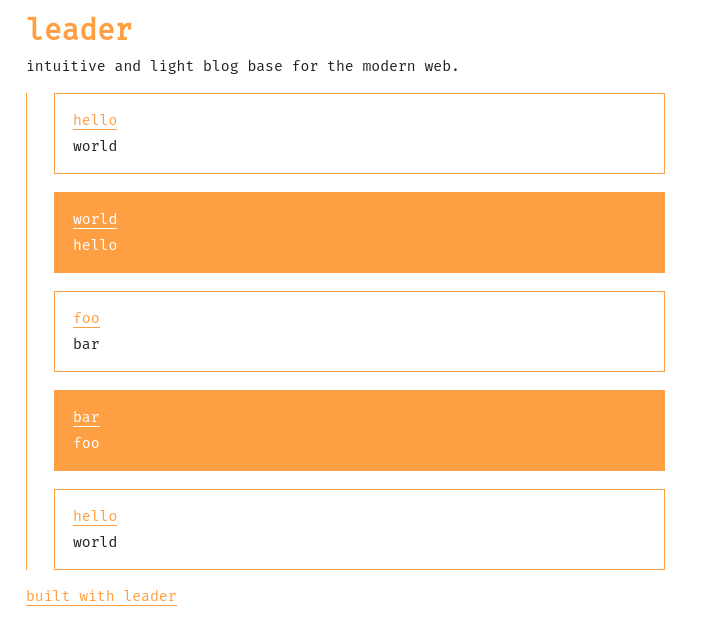 leader
intuitive and light blog base for the modern web.
hello
world
world
hello
foo
bar
bar
foo
hello
world
built with leader